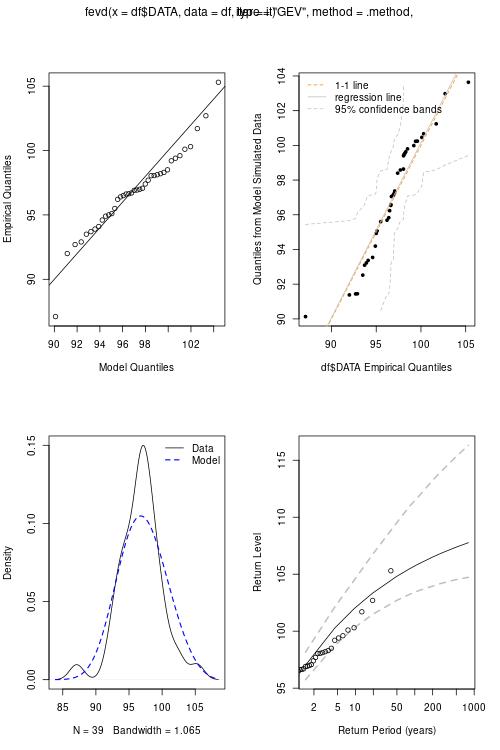 fevd(x = df$DATA, data = df, type = "GEV", method = .method,
105
100
95
90
Empirical Quantiles
90 92 94 96 98 102
Model Quantiles
1-1 line
regression line
95% confidence bands
104
102
100
98
96
94
92
90
Quantiles from Model Simulated Data
90 95 100 105
df$DATA Empirical Quantiles
Data
Model
0.15
0.10
0.05
0.00
Density
85 90 95 100 105
N = 39 Bandwidth = 1.065
115
110
105
100
95
Return Level
2 5 10 50 200 1000
Return Period (years)